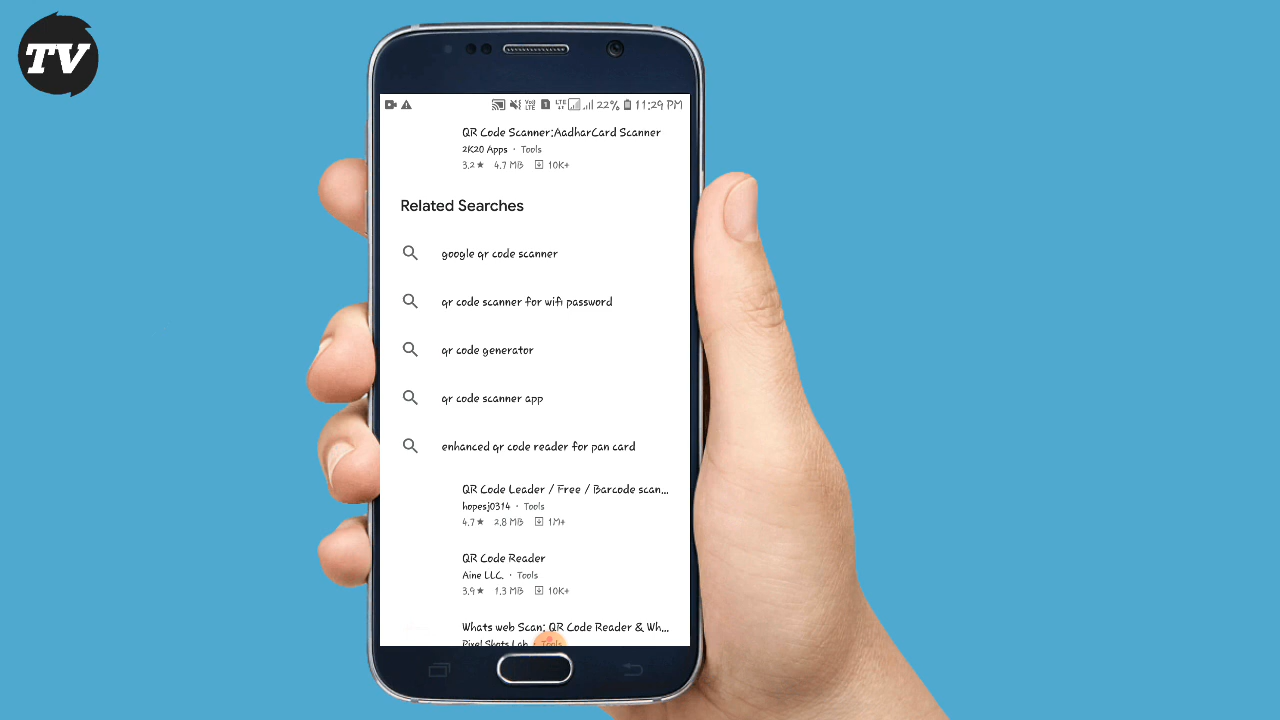 TV
22% 11:29 PM
QR Code Scanner:AadharCard Scanner
2K20 Apps · Tools
3.2★ 4.7 MB 10K+
Related Searches
google qr code scanner
qr code scanner for wifi password
qr code generator
qr code scanner app
enhanced qr code reader for pan card
QR Code Leader / Free / Barcode scan...
hopesj0314 · Tools
4.7★ 2.8 MB 1M+
QR Code Reader
Aine LLC. · Tools
3.9★ 1.3 MB 10K+
Whats web Scan: QR Code Reader & Wh...
Pixel Shots Lab · Tools